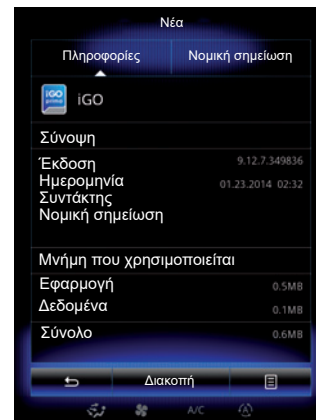 Νέα
Πληροφορίες Νομική σημείωση
iGO
Σύνοψη
Έκδοση 9.12.7.349836
Ημερομηνία 01.23.2014 02:32
Συντάκτης
Νομική σημείωση
Μνήμη που χρησιμοποιείται
Εφαρμογή 0.5MB
Δεδομένα 0.1MB
Σύνολο 0.6MB
Διακοπή
A/C